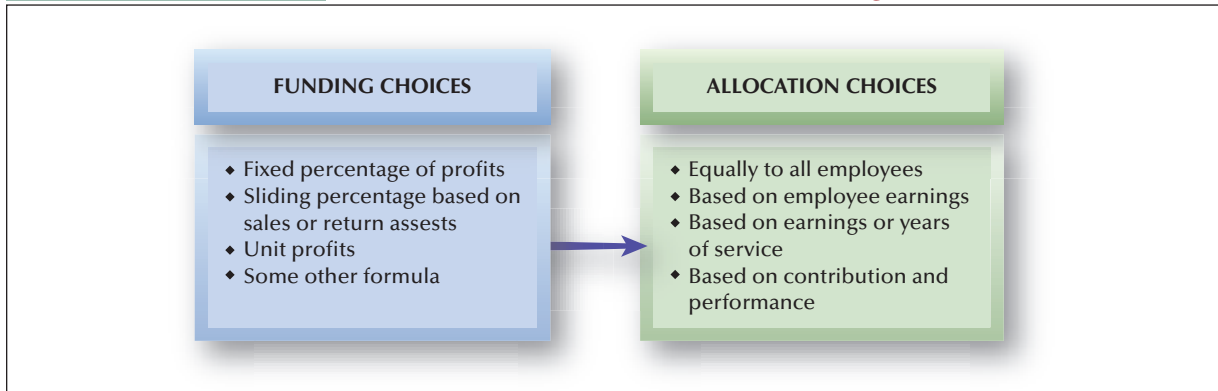 FUNDING CHOICES
◆ Fixed percentage of profits
◆ Sliding percentage based on
sales or return assests
◆ Unit profits
◆ Some other formula
ALLOCATION CHOICES
◆ Equally to all employees
◆ Based on employee earnings
◆ Based on earnings or years
of service
◆ Based on contribution and
performance